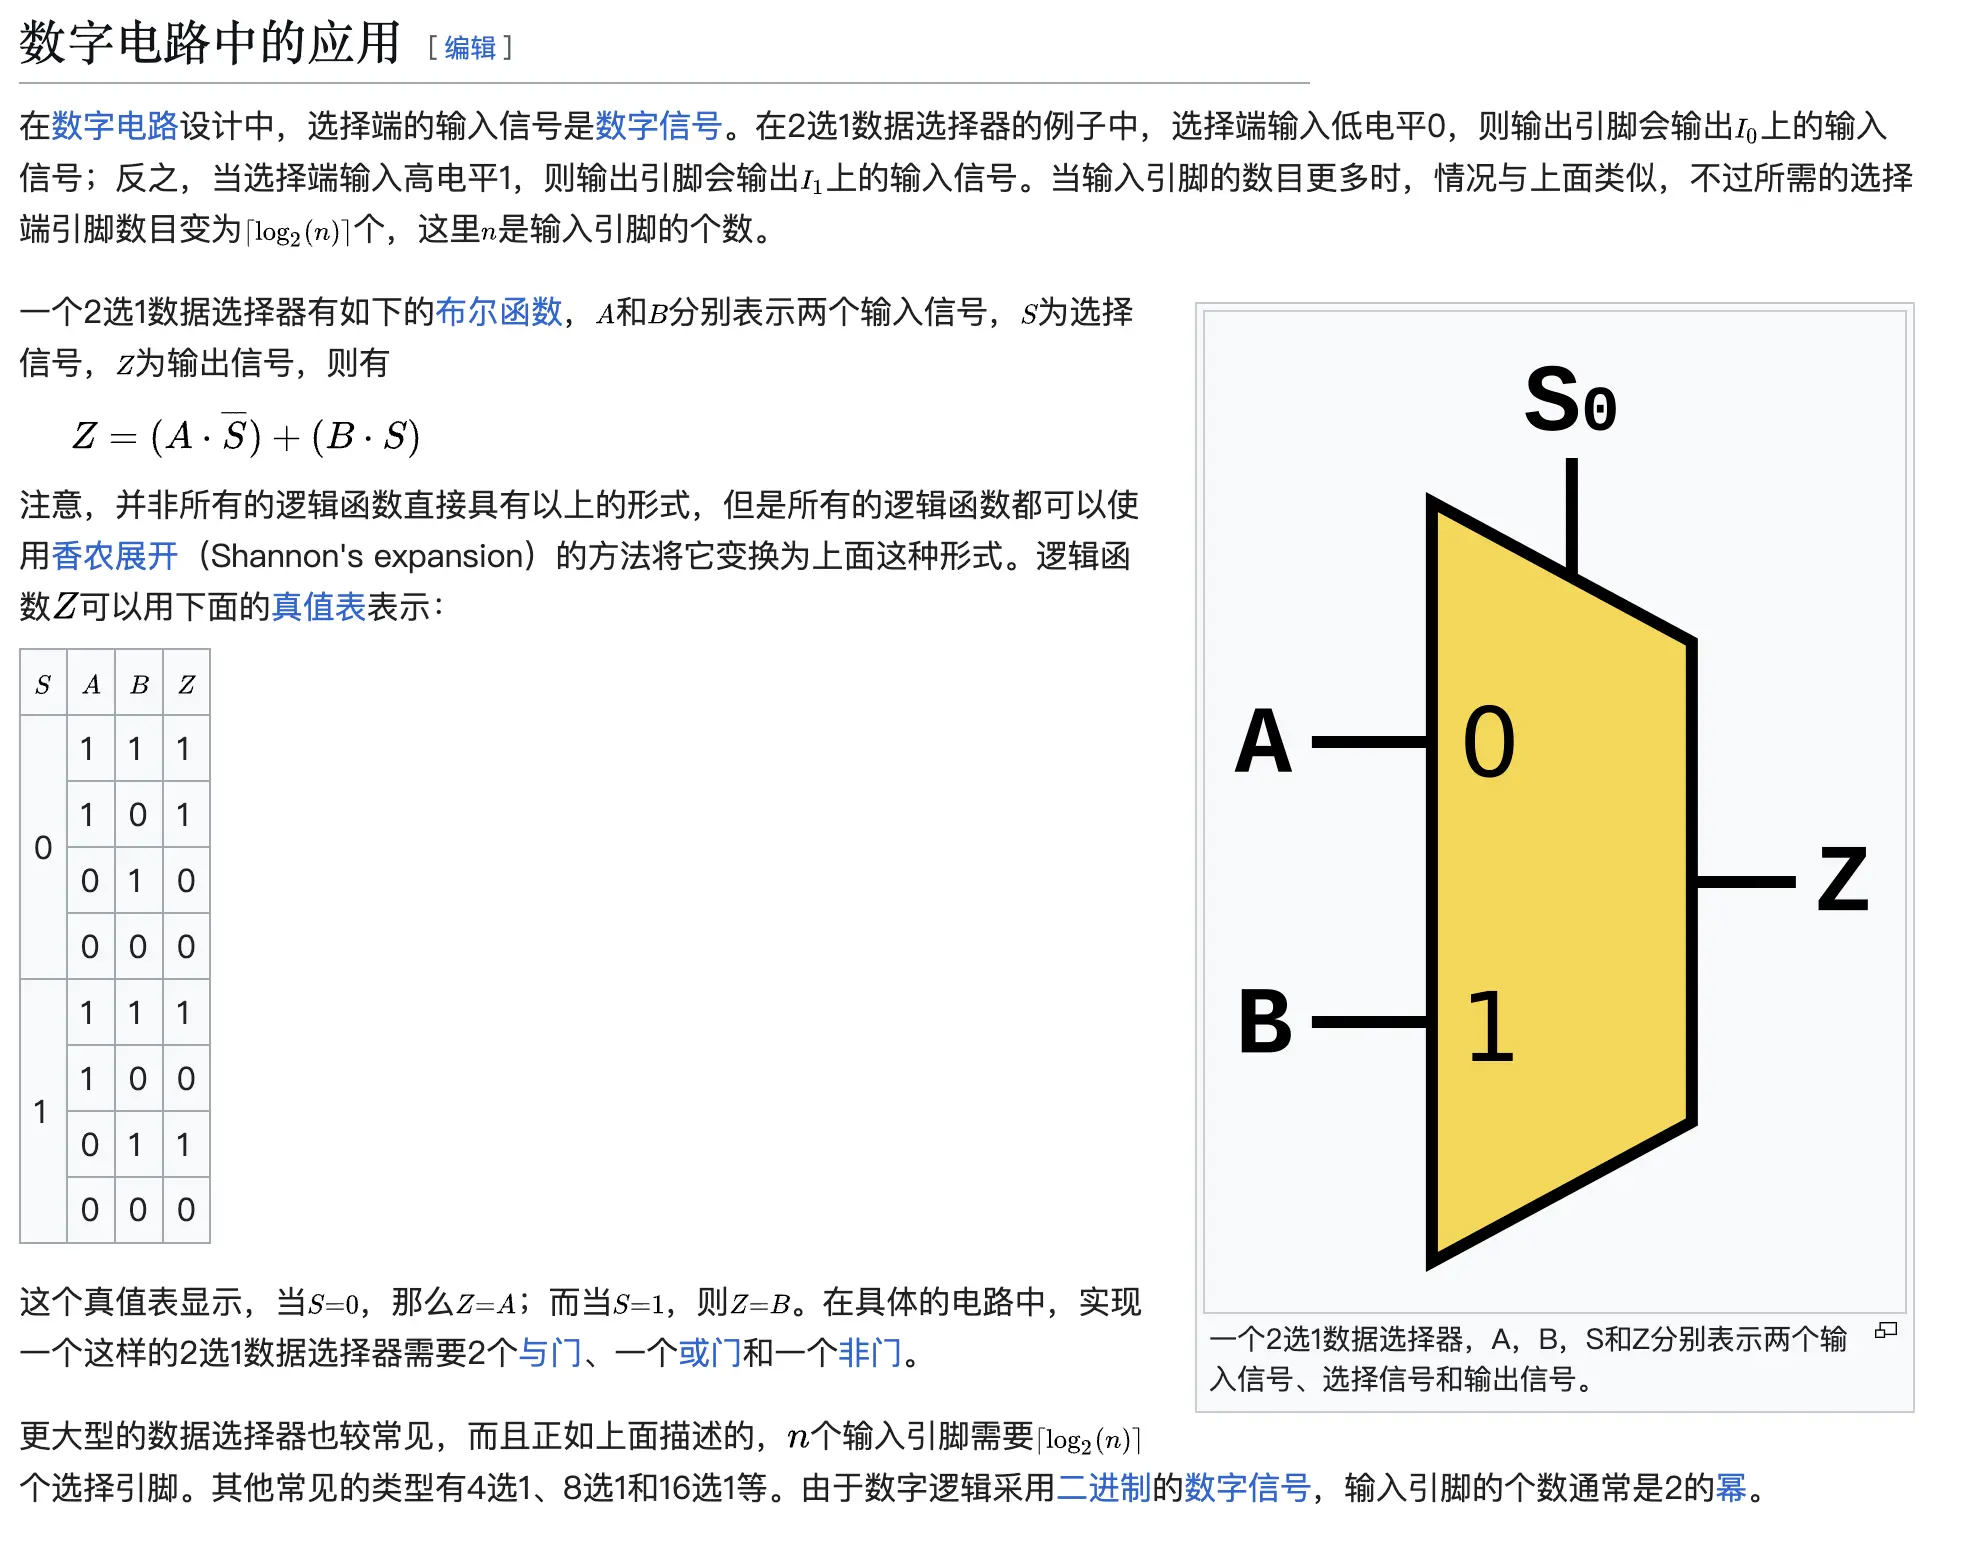 数字电路中的应用 [ 编辑 ]
在数字电路设计中，选择端的输入信号是数字信号。在2选1数据选择器的例子中，选择端输入低电平0，则输出引脚会输出I₀上的输入
信号；反之，当选择端输入高电平1，则输出引脚会输出I₁上的输入信号。当输入引脚的数目更多时，情况与上面类似，不过所需的选择
端引脚数目变为⌈log₂(n)⌉个，这里n是输入引脚的个数。
一个2选1数据选择器有如下的布尔函数，A和B分别表示两个输入信号，S为选择
信号，Z为输出信号，则有
Z = (A · S̅) + (B · S)
注意，并非所有的逻辑函数直接具有以上的形式，但是所有的逻辑函数都可以使
用香农展开（Shannon's expansion）的方法将它变换为上面这种形式。逻辑函
数Z可以用下面的真值表表示：
S A B Z
0
1 1 1
1 0 1
0 1 0
0 0 0
1
1 1 1
1 0 0
0 1 1
0 0 0
这个真值表显示，当S=0，那么Z=A；而当S=1，则Z=B。在具体的电路中，实现
一个这样的2选1数据选择器需要2个与门、一个或门和一个非门。
S0
A
0
B
1
Z
一个2选1数据选择器，A，B，S和Z分别表示两个输
入信号、选择信号和输出信号。
更大型的数据选择器也较常见，而且正如上面描述的，n个输入引脚需要⌈log₂(n)⌉
个选择引脚。其他常见的类型有4选1、8选1和16选1等。由于数字逻辑采用二进制的数字信号，输入引脚的个数通常是2的幂。